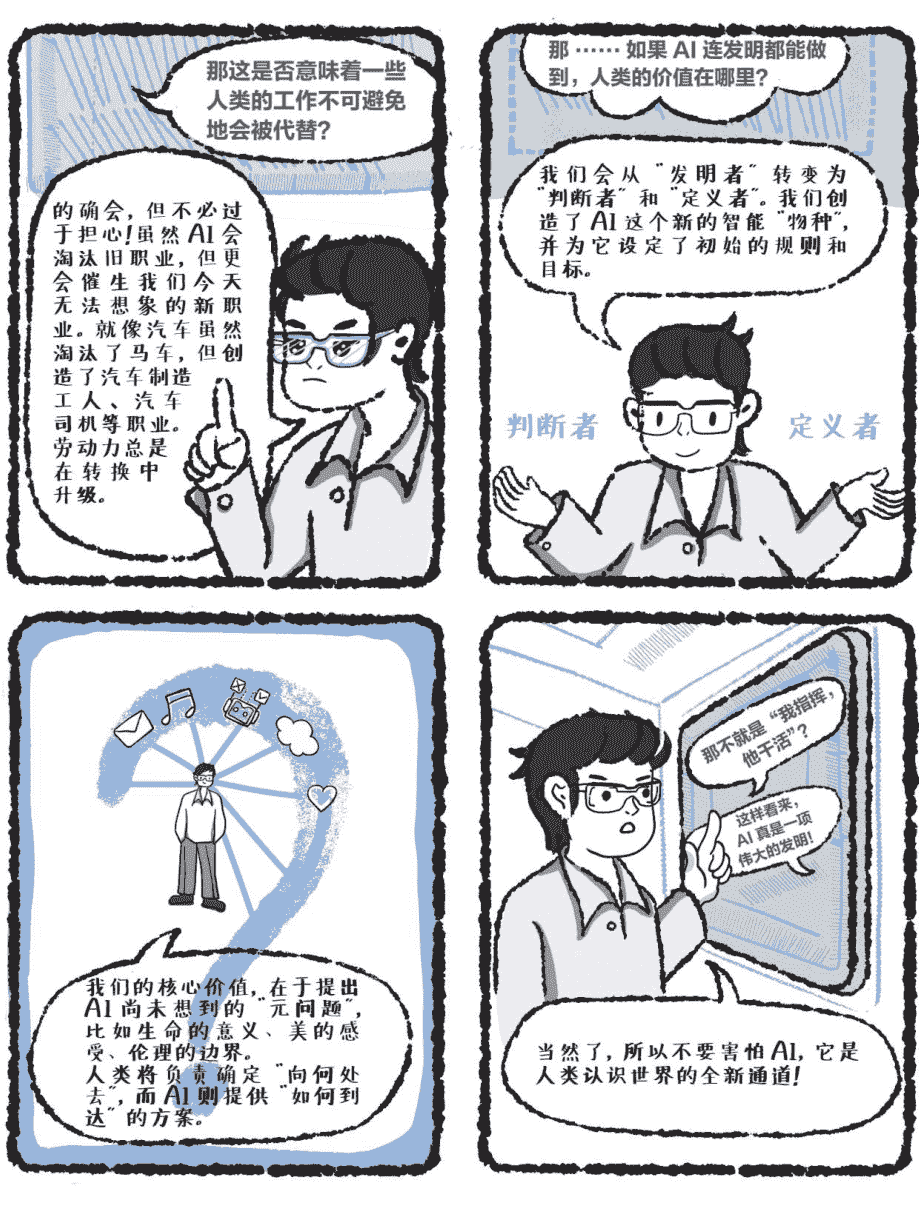 那这是否意味着一些
人类的工作不可避免
地会被代替？
的确会，但不必过
于担心！虽然 AI 会
淘汰旧职业，但更
会催生我们今天
无法想象的新职
业。就像汽车虽然
淘汰了马车，但创
造了汽车制造
工人、汽车
司机等职业。
劳动力总是
在转换中
升级。
那 …… 如果 AI 连发明都能做
到，人类的价值在哪里？
我们会从 “发明者” 转变为
“判断者” 和 “定义者”。我们创
造了 AI 这个新的智能 “物种”，
并为它设定了初始的规则和
目标。
判断者
定义者
我们的核心价值，在于提出
AI 尚未想到的 “元问题”，
比如生命的意义、美的感
受、伦理的边界。
人类将负责确定 “向何处
去”，而 AI 则提供 “如何到
达” 的方案。
那不就是 “我指挥，
他干活”？
这样看来，
AI 真是一项
伟大的发明！
当然了，所以不要害怕 AI，它是
人类认识世界的全新通道！